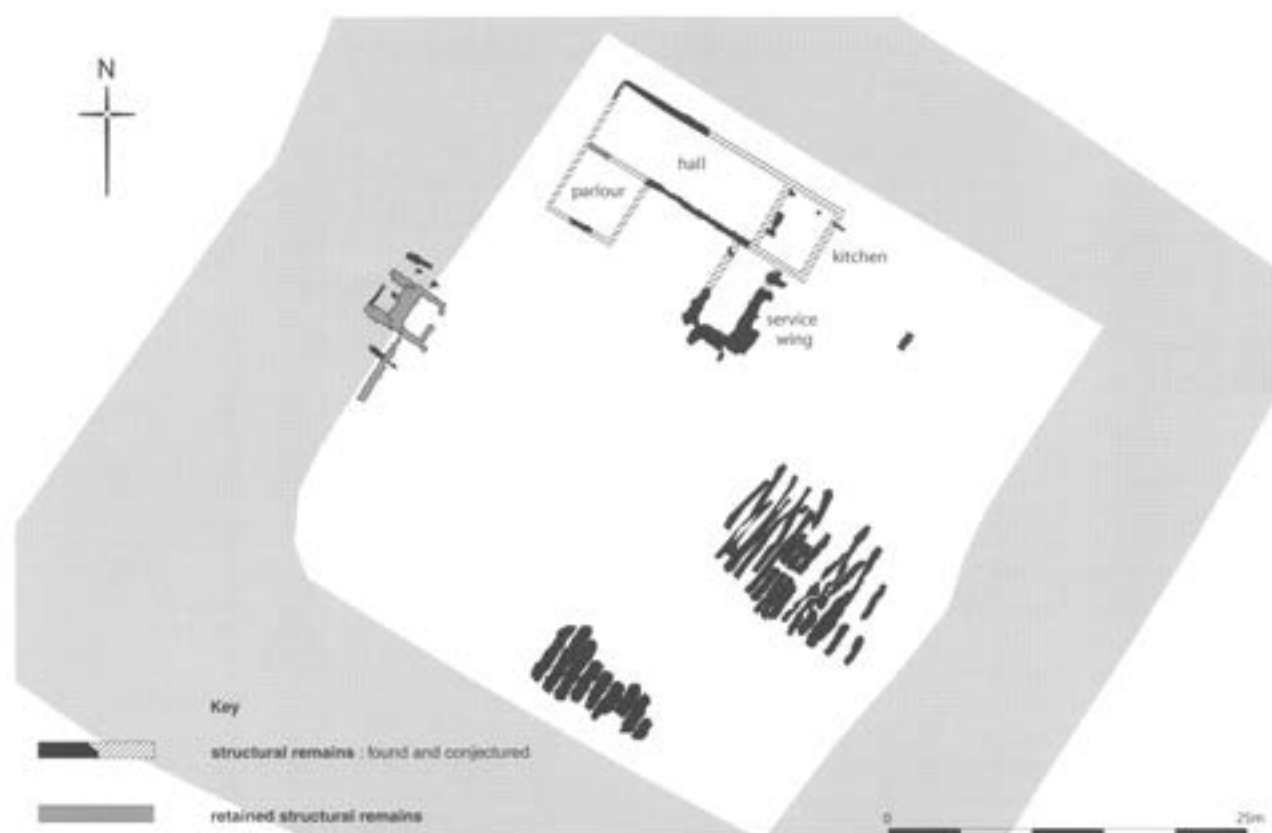 N
hall
parlour
kitchen
service
wing
Key
structural remains : found and conjectured
retained structural remains
0 25m